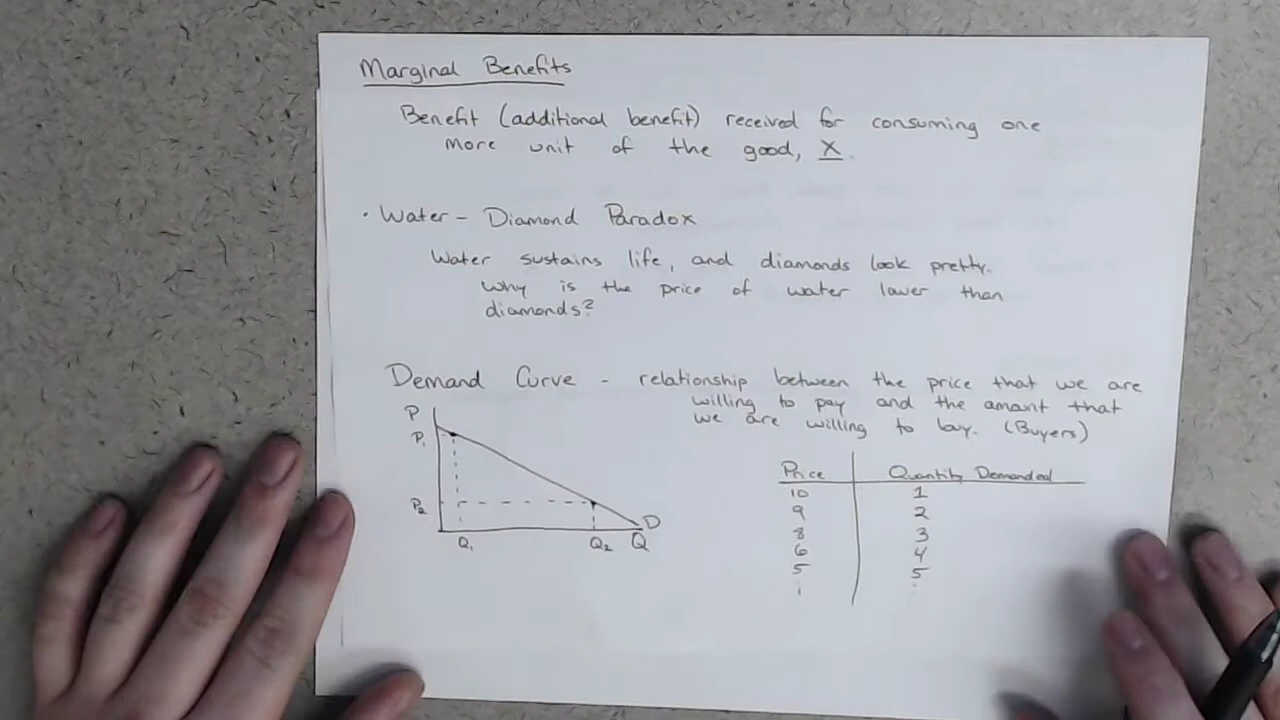 Marginal Benefits
Benefit (additional benefit) received for consuming one
more unit of the good, X.
• Water - Diamond Paradox
Water sustains life, and diamonds look pretty.
Why is the price of water lower than
diamonds?
Demand Curve - relationship between the price that we are
willing to pay and the amount that
we are willing to buy. (Buyers)
P
P₁
P₂
Q₁ Q₂ Q
D
Price Quantity Demanded
10 1
9 2
8 3
6 4
5 5